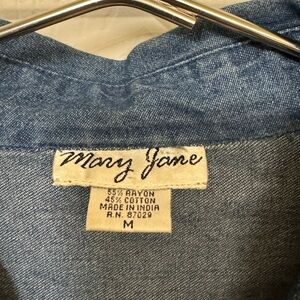 Mary Jane
55% RAYON
45% COTTON
MADE IN INDIA
R.N. 87029
M